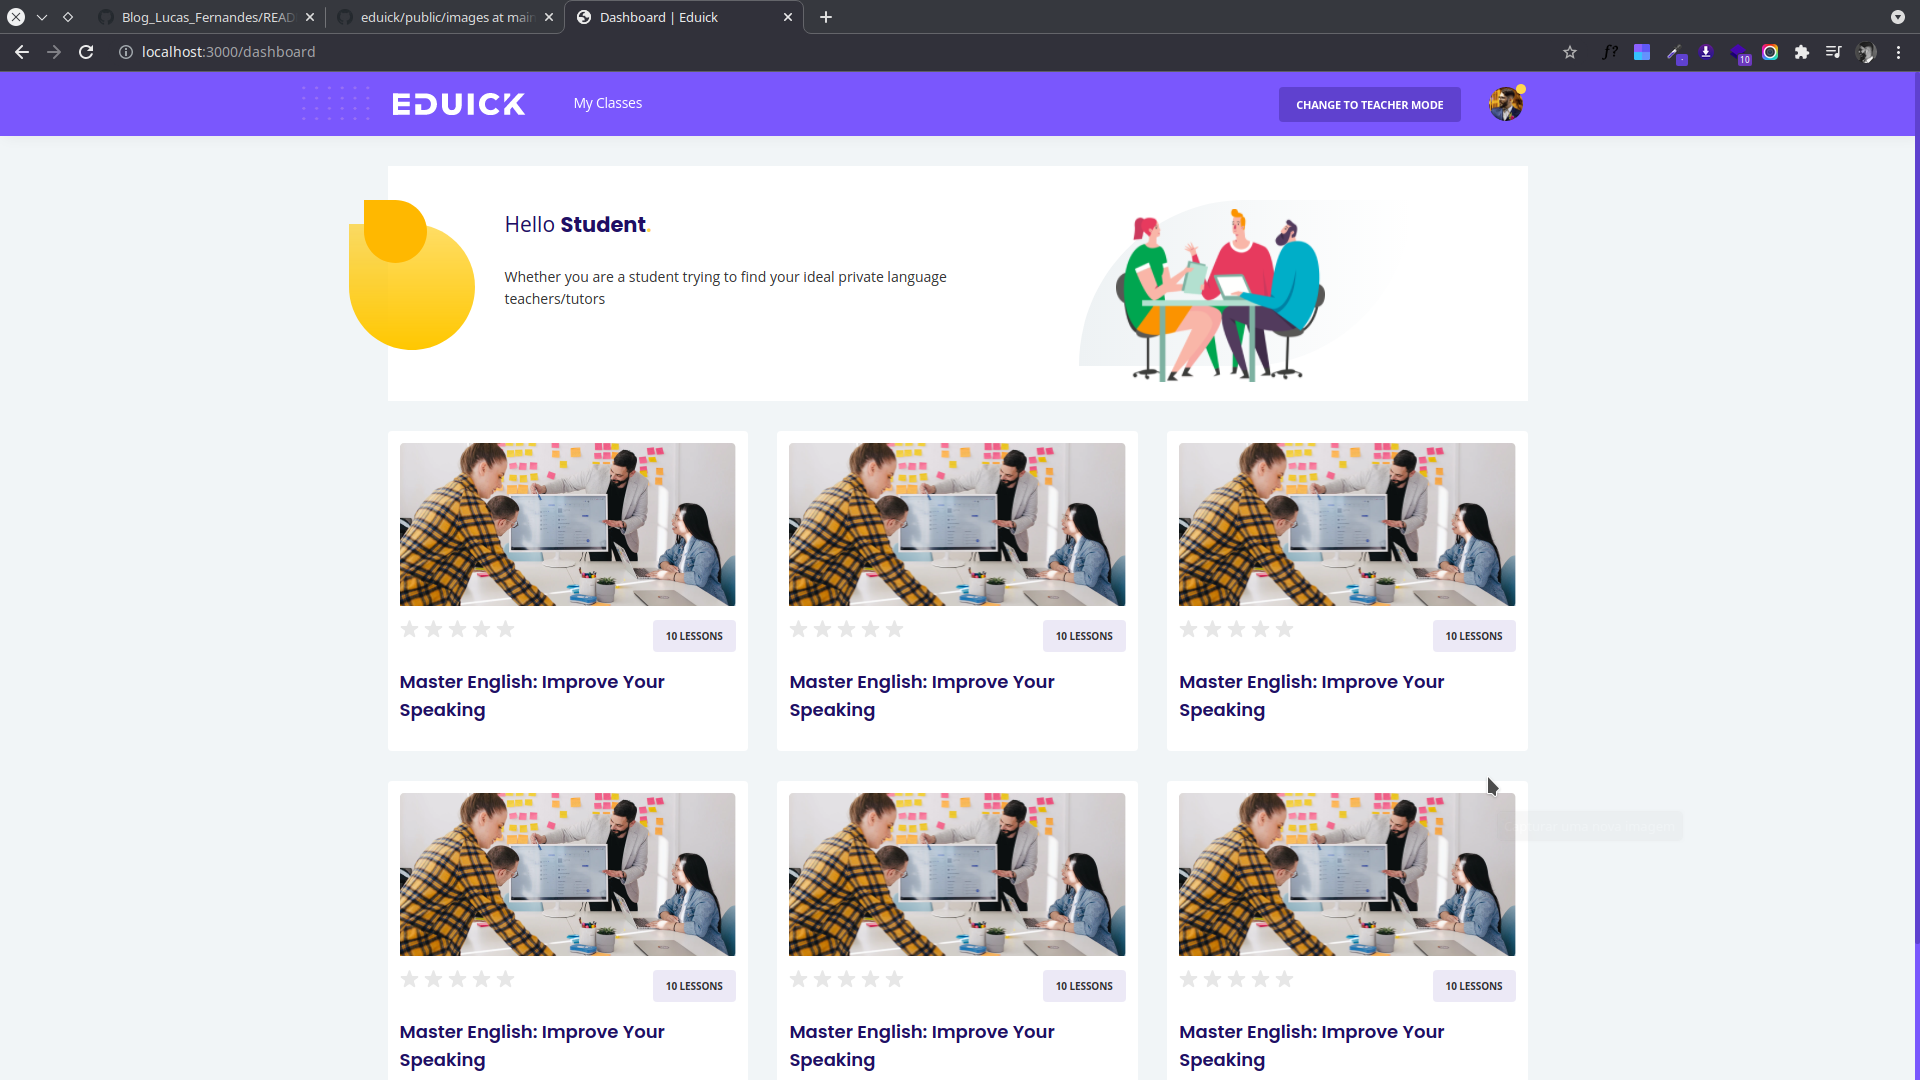 Blog_Lucas_Fernandes/READ
eduick/public/images at main
Dashboard | Eduick
localhost:3000/dashboard
f?
10
EDUICK
My Classes
CHANGE TO TEACHER MODE
Hello Student.
Whether you are a student trying to find your ideal private language
teachers/tutors
10 LESSONS
10 LESSONS
10 LESSONS
Master English: Improve Your
Speaking
Master English: Improve Your
Speaking
Master English: Improve Your
Speaking
10 LESSONS
10 LESSONS
10 LESSONS
Master English: Improve Your
Speaking
Master English: Improve Your
Speaking
Master English: Improve Your
Speaking